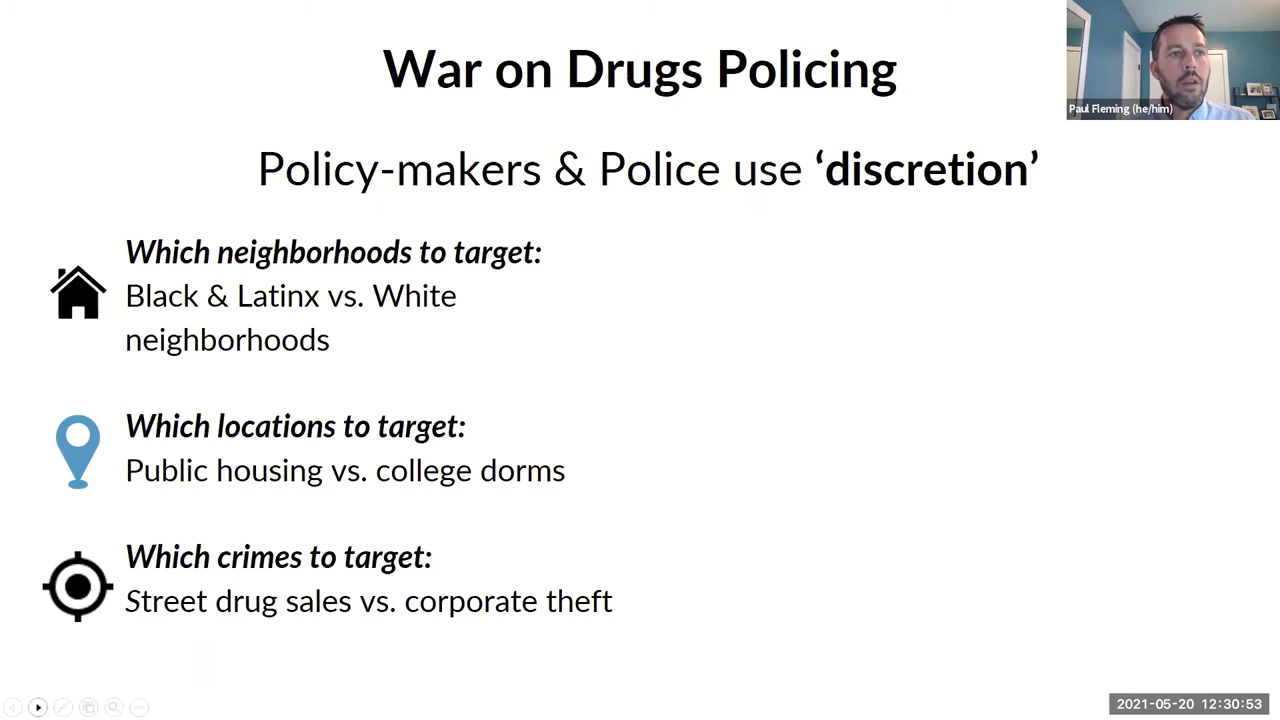 War on Drugs Policing
Paul Fleming (he/him)
Policy-makers & Police use ‘discretion’
Which neighborhoods to target:
Black & Latinx vs. White
neighborhoods
Which locations to target:
Public housing vs. college dorms
Which crimes to target:
Street drug sales vs. corporate theft
2021-05-20 12:30:53